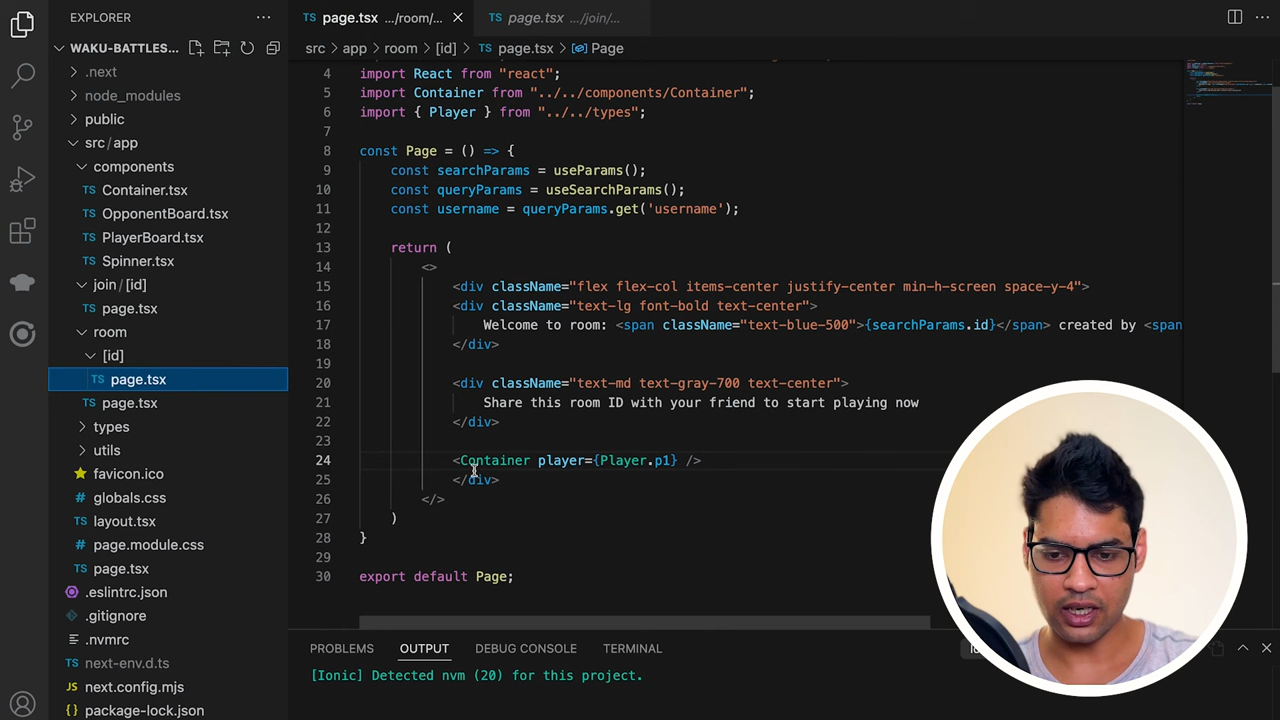 EXPLORER
WAKU-BATTLES...
.next
node_modules
public
src/app
components
TS Container.tsx
TS OpponentBoard.tsx
TS PlayerBoard.tsx
TS Spinner.tsx
join/[id]
TS page.tsx
room
[id]
TS page.tsx
TS page.tsx
types
utils
favicon.ico
globals.css
TS layout.tsx
page.module.css
TS page.tsx
.eslintrc.json
.gitignore
.nvmrc
TS next-env.d.ts
JS next.config.mjs
package-lock.json
TS page.tsx .../room/...
TS page.tsx .../join/...
src > app > room > [id] > TS page.tsx > Page
4 import React from "react";
5 import Container from "../../components/Container";
6 import { Player } from "../../types";
7
8 const Page = () => {
9 const searchParams = useParams();
10 const queryParams = useSearchParams();
11 const username = queryParams.get('username');
12
13 return (
14 <>
15 <div className="flex flex-col items-center justify-center min-h-screen space-y-4">
16 <div className="text-lg font-bold text-center">
17 Welcome to room: <span className="text-blue-500">{searchParams.id}</span> created by <span
18 </div>
19
20 <div className="text-md text-gray-700 text-center">
21 Share this room ID with your friend to start playing now
22 </div>
23
24 <Container player={Player.p1} />
25 </div>
26 </>
27 )
28 }
29
30 export default Page;
PROBLEMS OUTPUT DEBUG CONSOLE TERMINAL
[Ionic] Detected nvm (20) for this project.